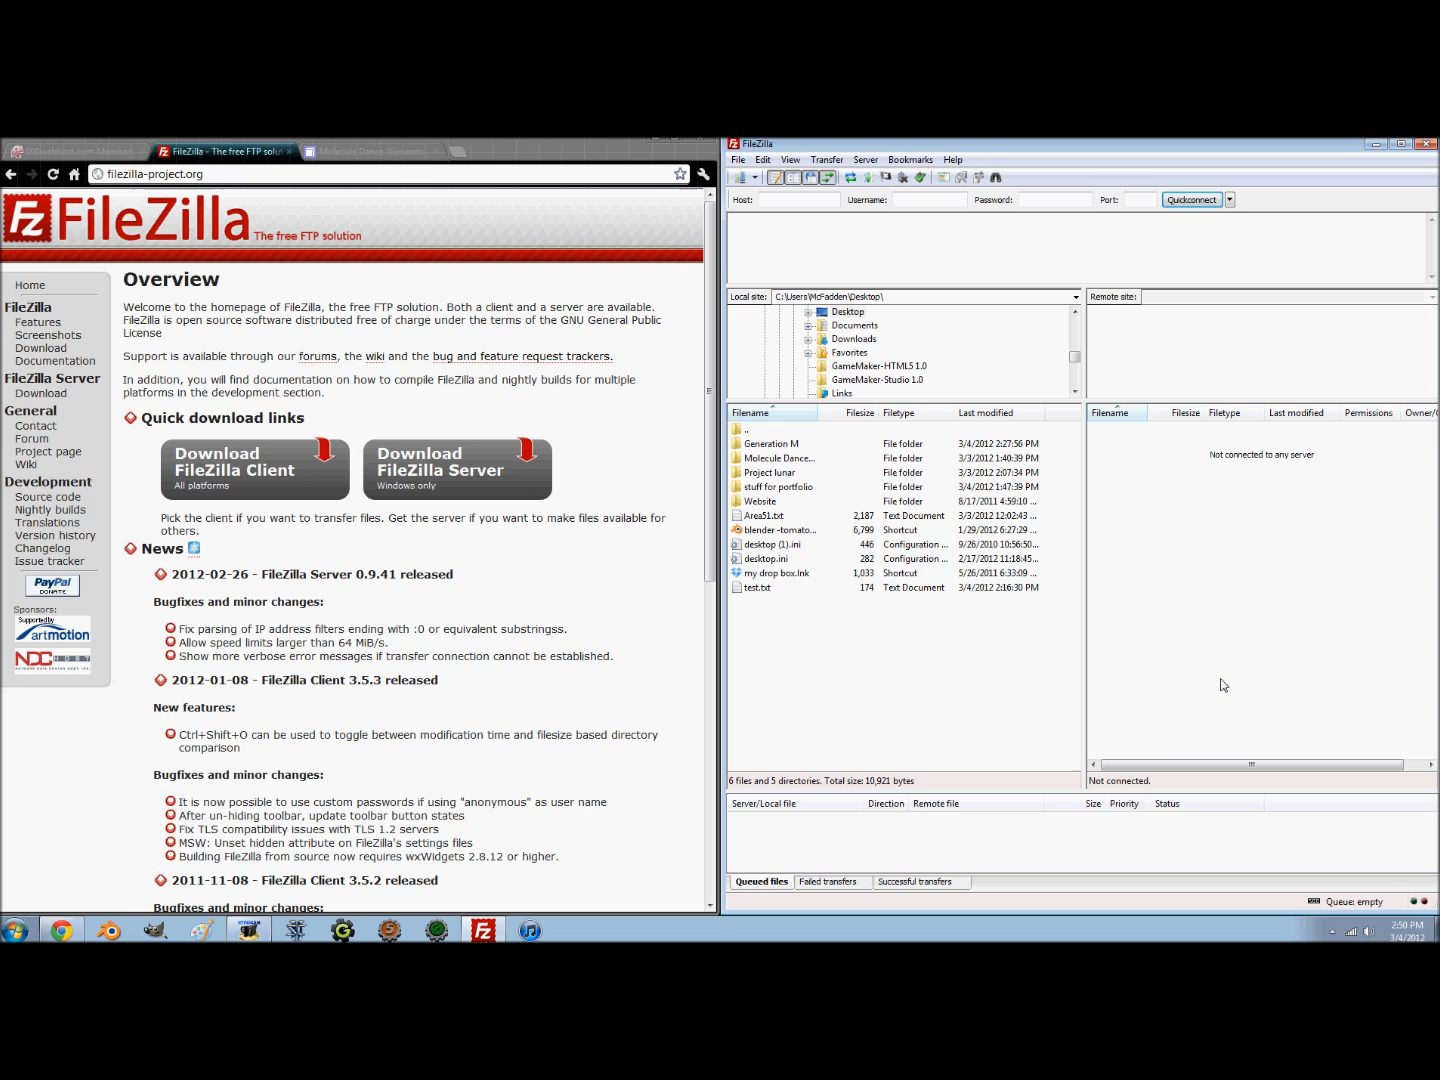 FileZilla - The free FTP solut
filezilla-project.org
FileZilla The free FTP solution
Home
FileZilla
Features
Screenshots
Download
Documentation
FileZilla Server
Download
General
Contact
Forum
Project page
Wiki
Development
Source code
Nightly builds
Translations
Version history
Changelog
Issue tracker
PayPal
DONATE
Sponsors:
Supported by
artmotion
NDC HOST
Overview
Welcome to the homepage of FileZilla, the free FTP solution. Both a client and a server are available.
FileZilla is open source software distributed free of charge under the terms of the GNU General Public
License
Support is available through our forums, the wiki and the bug and feature request trackers.
In addition, you will find documentation on how to compile FileZilla and nightly builds for multiple
platforms in the development section.
Quick download links
Download
FileZilla Client
All platforms
Download
FileZilla Server
Windows only
Pick the client if you want to transfer files. Get the server if you want to make files available for
others.
News
2012-02-26 - FileZilla Server 0.9.41 released
Bugfixes and minor changes:
Fix parsing of IP address filters ending with :0 or equivalent substringss.
Allow speed limits larger than 64 MiB/s.
Show more verbose error messages if transfer connection cannot be established.
2012-01-08 - FileZilla Client 3.5.3 released
New features:
Ctrl+Shift+O can be used to toggle between modification time and filesize based directory
comparison
Bugfixes and minor changes:
It is now possible to use custom passwords if using "anonymous" as user name
After un-hiding toolbar, update toolbar button states
Fix TLS compatibility issues with TLS 1.2 servers
MSW: Unset hidden attribute on FileZilla's settings files
Building FileZilla from source now requires wxWidgets 2.8.12 or higher.
2011-11-08 - FileZilla Client 3.5.2 released
Bugfixes and minor changes:
FileZilla
File Edit View Transfer Server Bookmarks Help
Host: Username: Password: Port: Quickconnect
Local site: C:\Users\McFadden\Desktop\
Desktop
Documents
Downloads
Favorites
GameMaker-HTML5 1.0
GameMaker-Studio 1.0
Links
Filename Filesize Filetype Last modified
..
Generation M File folder 3/4/2012 2:27:56 PM
Molecule Dance... File folder 3/3/2012 1:40:39 PM
Project lunar File folder 3/3/2012 2:07:34 PM
stuff for portfolio File folder 3/4/2012 1:47:39 PM
Website File folder 8/17/2011 4:59:10 ...
Area51.txt 2,187 Text Document 3/3/2012 12:02:43 ...
blender -tomato... 6,799 Shortcut 1/29/2012 6:27:29 ...
desktop (1).ini 446 Configuration ... 9/26/2010 10:56:50...
desktop.ini 282 Configuration ... 2/17/2012 11:18:45...
my drop box.lnk 1,033 Shortcut 5/26/2011 6:33:09 ...
test.txt 174 Text Document 3/4/2012 2:16:30 PM
6 files and 5 directories. Total size: 10,921 bytes
Remote site:
Filename Filesize Filetype Last modified Permissions Owner/G
Not connected to any server
Not connected.
Server/Local file Direction Remote file Size Priority Status
Queued files Failed transfers Successful transfers
Queue: empty
2:50 PM
3/4/2012